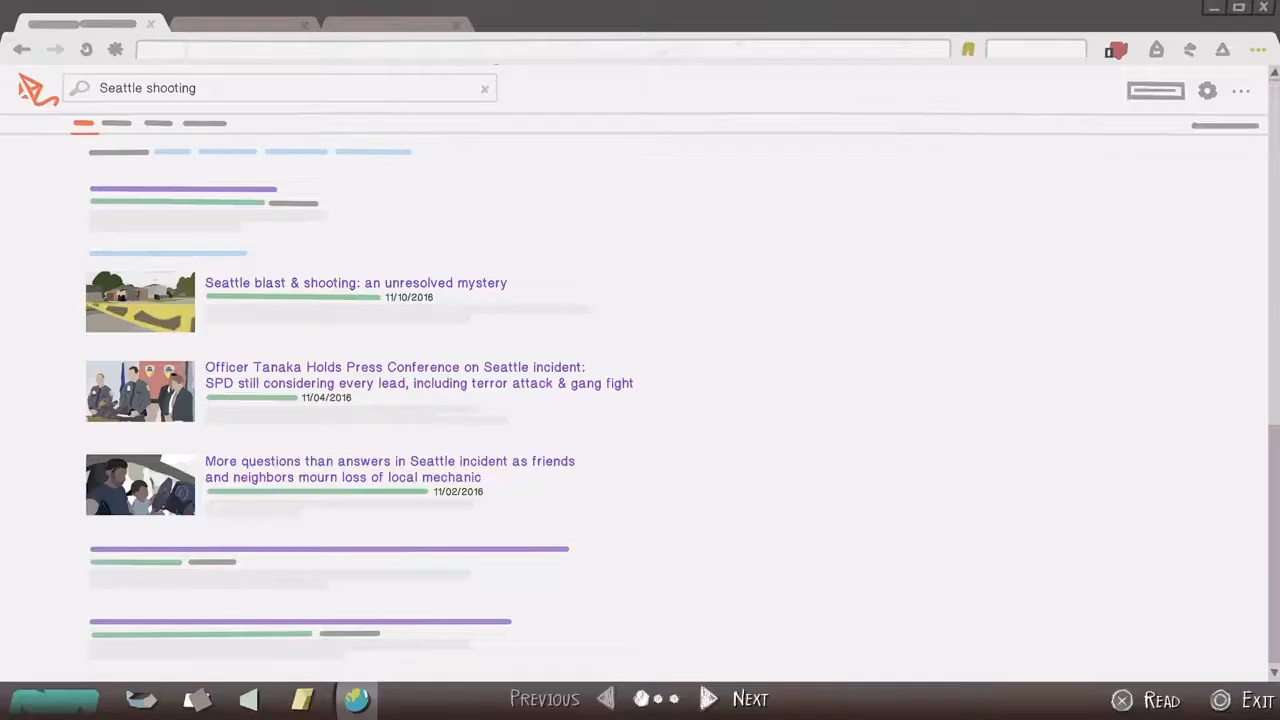 Seattle shooting
Seattle blast & shooting: an unresolved mystery
11/10/2016
Officer Tanaka Holds Press Conference on Seattle incident:
SPD still considering every lead, including terror attack & gang fight
11/04/2016
More questions than answers in Seattle incident as friends
and neighbors mourn loss of local mechanic
11/02/2016
PREVIOUS NEXT READ EXIT